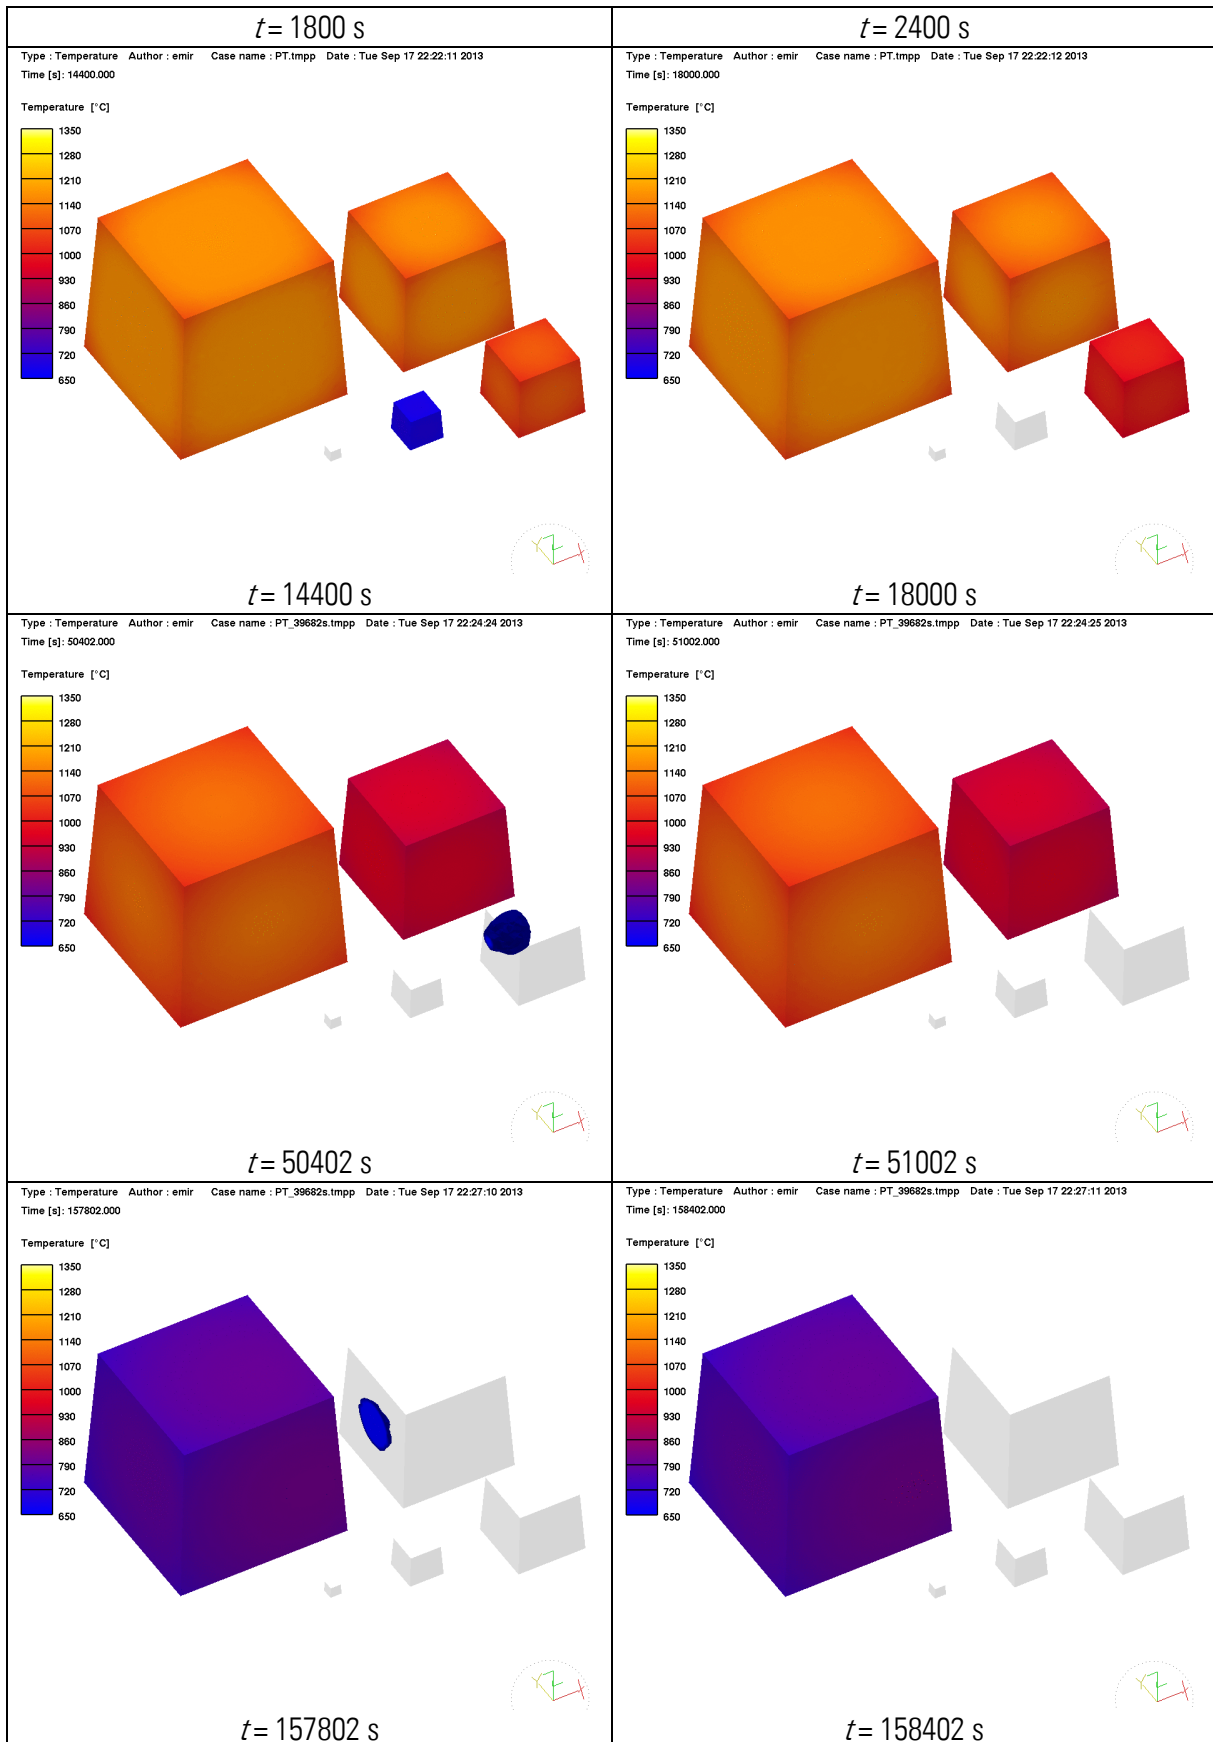 t = 1800 s
t = 2400 s
Type : Temperature Author : emir Case name : PT.tmpp Date : Tue Sep 17 22:22:11 2013
Time [s]: 14400.000
Temperature [°C]
1350
1280
1210
1140
1070
1000
930
860
790
720
650
Y Z X
t = 14400 s
Type : Temperature Author : emir Case name : PT.tmpp Date : Tue Sep 17 22:22:12 2013
Time [s]: 18000.000
Temperature [°C]
1350
1280
1210
1140
1070
1000
930
860
790
720
650
Y Z X
t = 18000 s
Type : Temperature Author : emir Case name : PT_39682s.tmpp Date : Tue Sep 17 22:24:24 2013
Time [s]: 50402.000
Temperature [°C]
1350
1280
1210
1140
1070
1000
930
860
790
720
650
Y Z X
t = 50402 s
Type : Temperature Author : emir Case name : PT_39682s.tmpp Date : Tue Sep 17 22:24:25 2013
Time [s]: 51002.000
Temperature [°C]
1350
1280
1210
1140
1070
1000
930
860
790
720
650
Y Z X
t = 51002 s
Type : Temperature Author : emir Case name : PT_39682s.tmpp Date : Tue Sep 17 22:27:10 2013
Time [s]: 157802.000
Temperature [°C]
1350
1280
1210
1140
1070
1000
930
860
790
720
650
Y Z X
t = 157802 s
Type : Temperature Author : emir Case name : PT_39682s.tmpp Date : Tue Sep 17 22:27:11 2013
Time [s]: 158402.000
Temperature [°C]
1350
1280
1210
1140
1070
1000
930
860
790
720
650
Y Z X
t = 158402 s